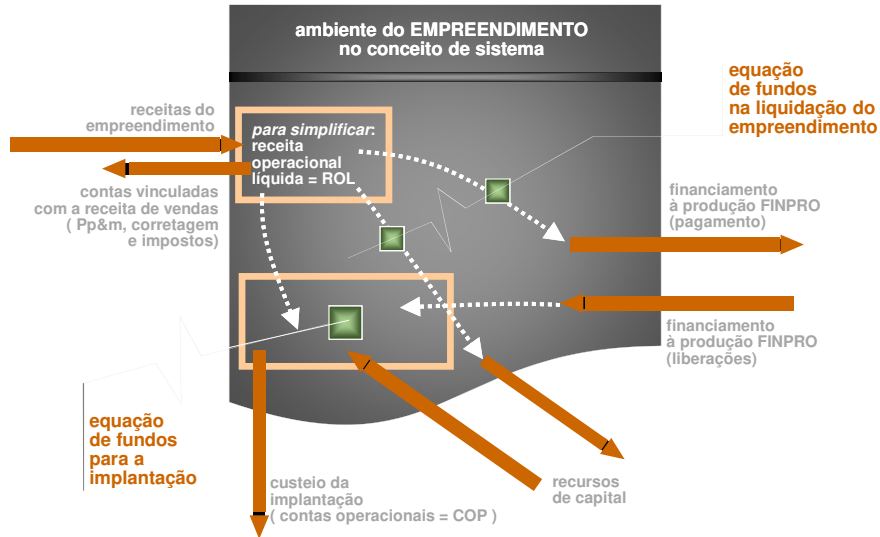 ambiente do EMPREENDIMENTO
no conceito de sistema
equação
de fundos
na liquidação do
empreendimento
receitas do
empreendimento
para simplificar:
receita
operacional
líquida = ROL
contas vinculadas
com a receita de vendas
( Pp&m, corretagem
e impostos)
financiamento
à produção FINPRO
(pagamento)
financiamento
à produção FINPRO
(liberações)
equação
de fundos
para a
implantação
custeio da
implantação
( contas operacionais = COP )
recursos
de capital